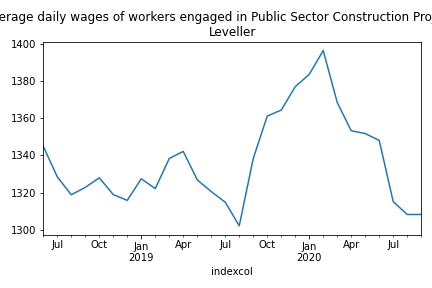 erage daily wages of workers engaged in Public Sector Construction Pro
Leveller
1400
1380
1360
1340
1320
1300
Jul Oct Jan Apr Jul Oct Jan Apr Jul
2019 2020
indexcol